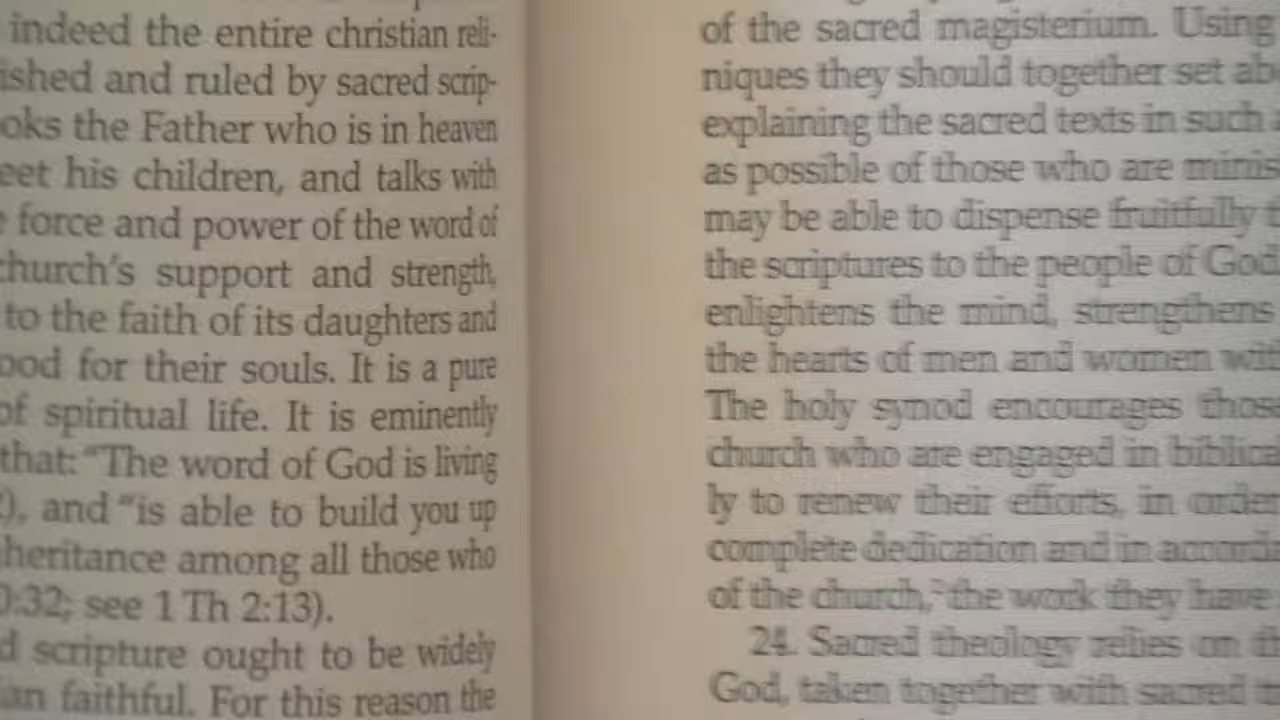 indeed the entire christian reli-
ished and ruled by sacred scrip-
oks the Father who is in heaven
eet his children, and talks with
force and power of the word of
church's support and strength,
to the faith of its daughters and
ood for their souls. It is a pure
of spiritual life. It is eminently
that: "The word of God is living
), and "is able to build you up
heritance among all those who
0:32; see 1 Th 2:13).
d scripture ought to be widely
an faithful. For this reason the
of the sacred magisterium. Using
niques they should together set ab
explaining the sacred texts in such
as possible of those who are minis
may be able to dispense fruitfully
the scriptures to the people of God
enlightens the mind, strengthens
the hearts of men and women wit
The holy synod encourages those
church who are engaged in biblica
ly to renew their efforts, in order
complete dedication and in accorda
of the church, the work they have
24. Sacred theology relies on th
God, taken together with sacred